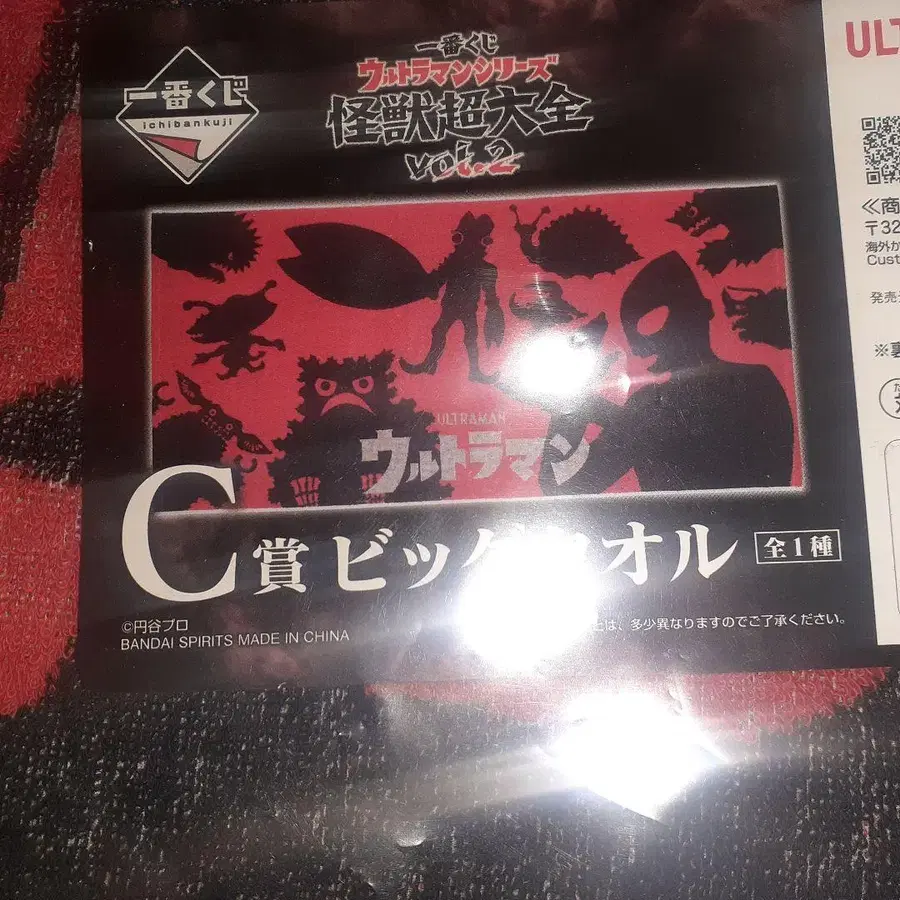 一番くじ
ichibankuji
一番くじ
ウルトラマンシリーズ
怪獣超大全
vol.2
ULTRAMAN
ウルトラマン
C賞 ビッグ オル 全1種
©円谷プロ
BANDAI SPIRITS MADE IN CHINA
は、多少異なりますのでご了承ください。
ULT
≪商
〒32
海外か
Cust
発売
※裏